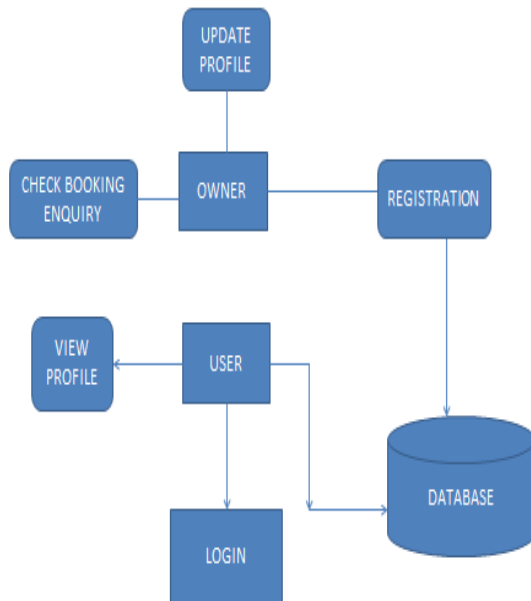 UPDATE
PROFILE
CHECK BOOKING
ENQUIRY
OWNER
REGISTRATION
VIEW
PROFILE
USER
DATABASE
LOGIN